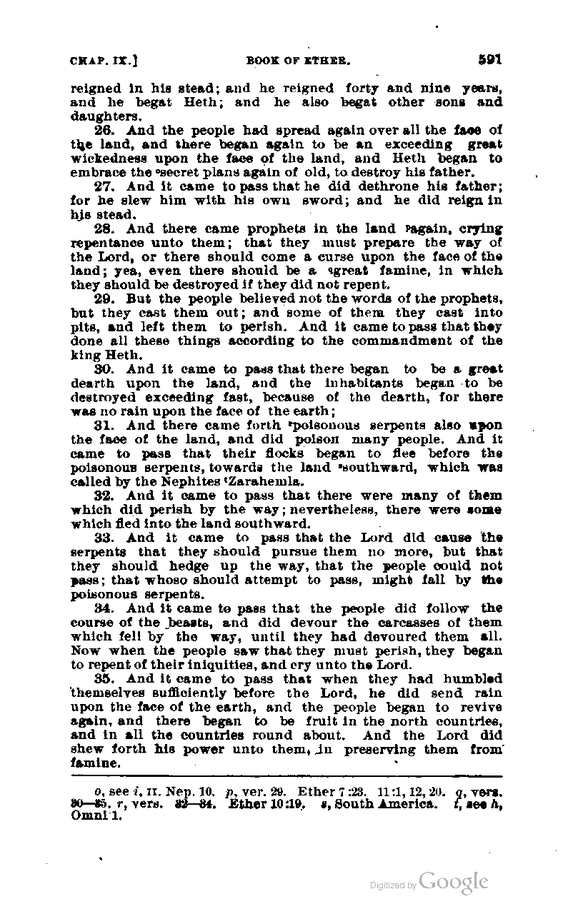 CHAP. IX.] BOOK OF ETHER. 591
reigned in his stead; and he reigned forty and nine years,
and he begat Heth; and he also begat other sons and
daughters.
26. And the people had spread again over all the face of
the land, and there began again to be an exceeding great
wickedness upon the face of the land, and Heth began to
embrace the ᵒsecret plans again of old, to destroy his father.
27. And it came to pass that he did dethrone his father;
for he slew him with his own sword; and he did reign in
his stead.
28. And there came prophets in the land ᵖagain, crying
repentance unto them; that they must prepare the way of
the Lord, or there should come a curse upon the face of the
land; yea, even there should be a ᑫgreat famine, in which
they should be destroyed if they did not repent.
29. But the people believed not the words of the prophets,
but they cast them out; and some of them they cast into
pits, and left them to perish. And it came to pass that they
done all these things according to the commandment of the
king Heth.
30. And it came to pass that there began to be a great
dearth upon the land, and the inhabitants began to be
destroyed exceeding fast, because of the dearth, for there
was no rain upon the face of the earth;
31. And there came forth ʳpoisonous serpents also upon
the face of the land, and did poison many people. And it
came to pass that their flocks began to flee before the
poisonous serpents, towards the land ˢsouthward, which was
called by the Nephites ᵗZarahemla.
32. And it came to pass that there were many of them
which did perish by the way; nevertheless, there were some
which fled into the land southward.
33. And it came to pass that the Lord did cause the
serpents that they should pursue them no more, but that
they should hedge up the way, that the people could not
pass; that whoso should attempt to pass, might fall by the
poisonous serpents.
34. And it came to pass that the people did follow the
course of the beasts, and did devour the carcasses of them
which fell by the way, until they had devoured them all.
Now when the people saw that they must perish, they began
to repent of their iniquities, and cry unto the Lord.
35. And it came to pass that when they had humbled
themselves sufficiently before the Lord, he did send rain
upon the face of the earth, and the people began to revive
again, and there began to be fruit in the north countries,
and in all the countries round about. And the Lord did
shew forth his power unto them, in preserving them from
famine.
o, see i, II. Nep. 10. p, ver. 29. Ether 7:23. 11:1, 12, 20. q, vers.
30—35. r, vers. 32—34. Ether 10:19. s, South America. t, see h,
Omni 1.
Digitized by Google